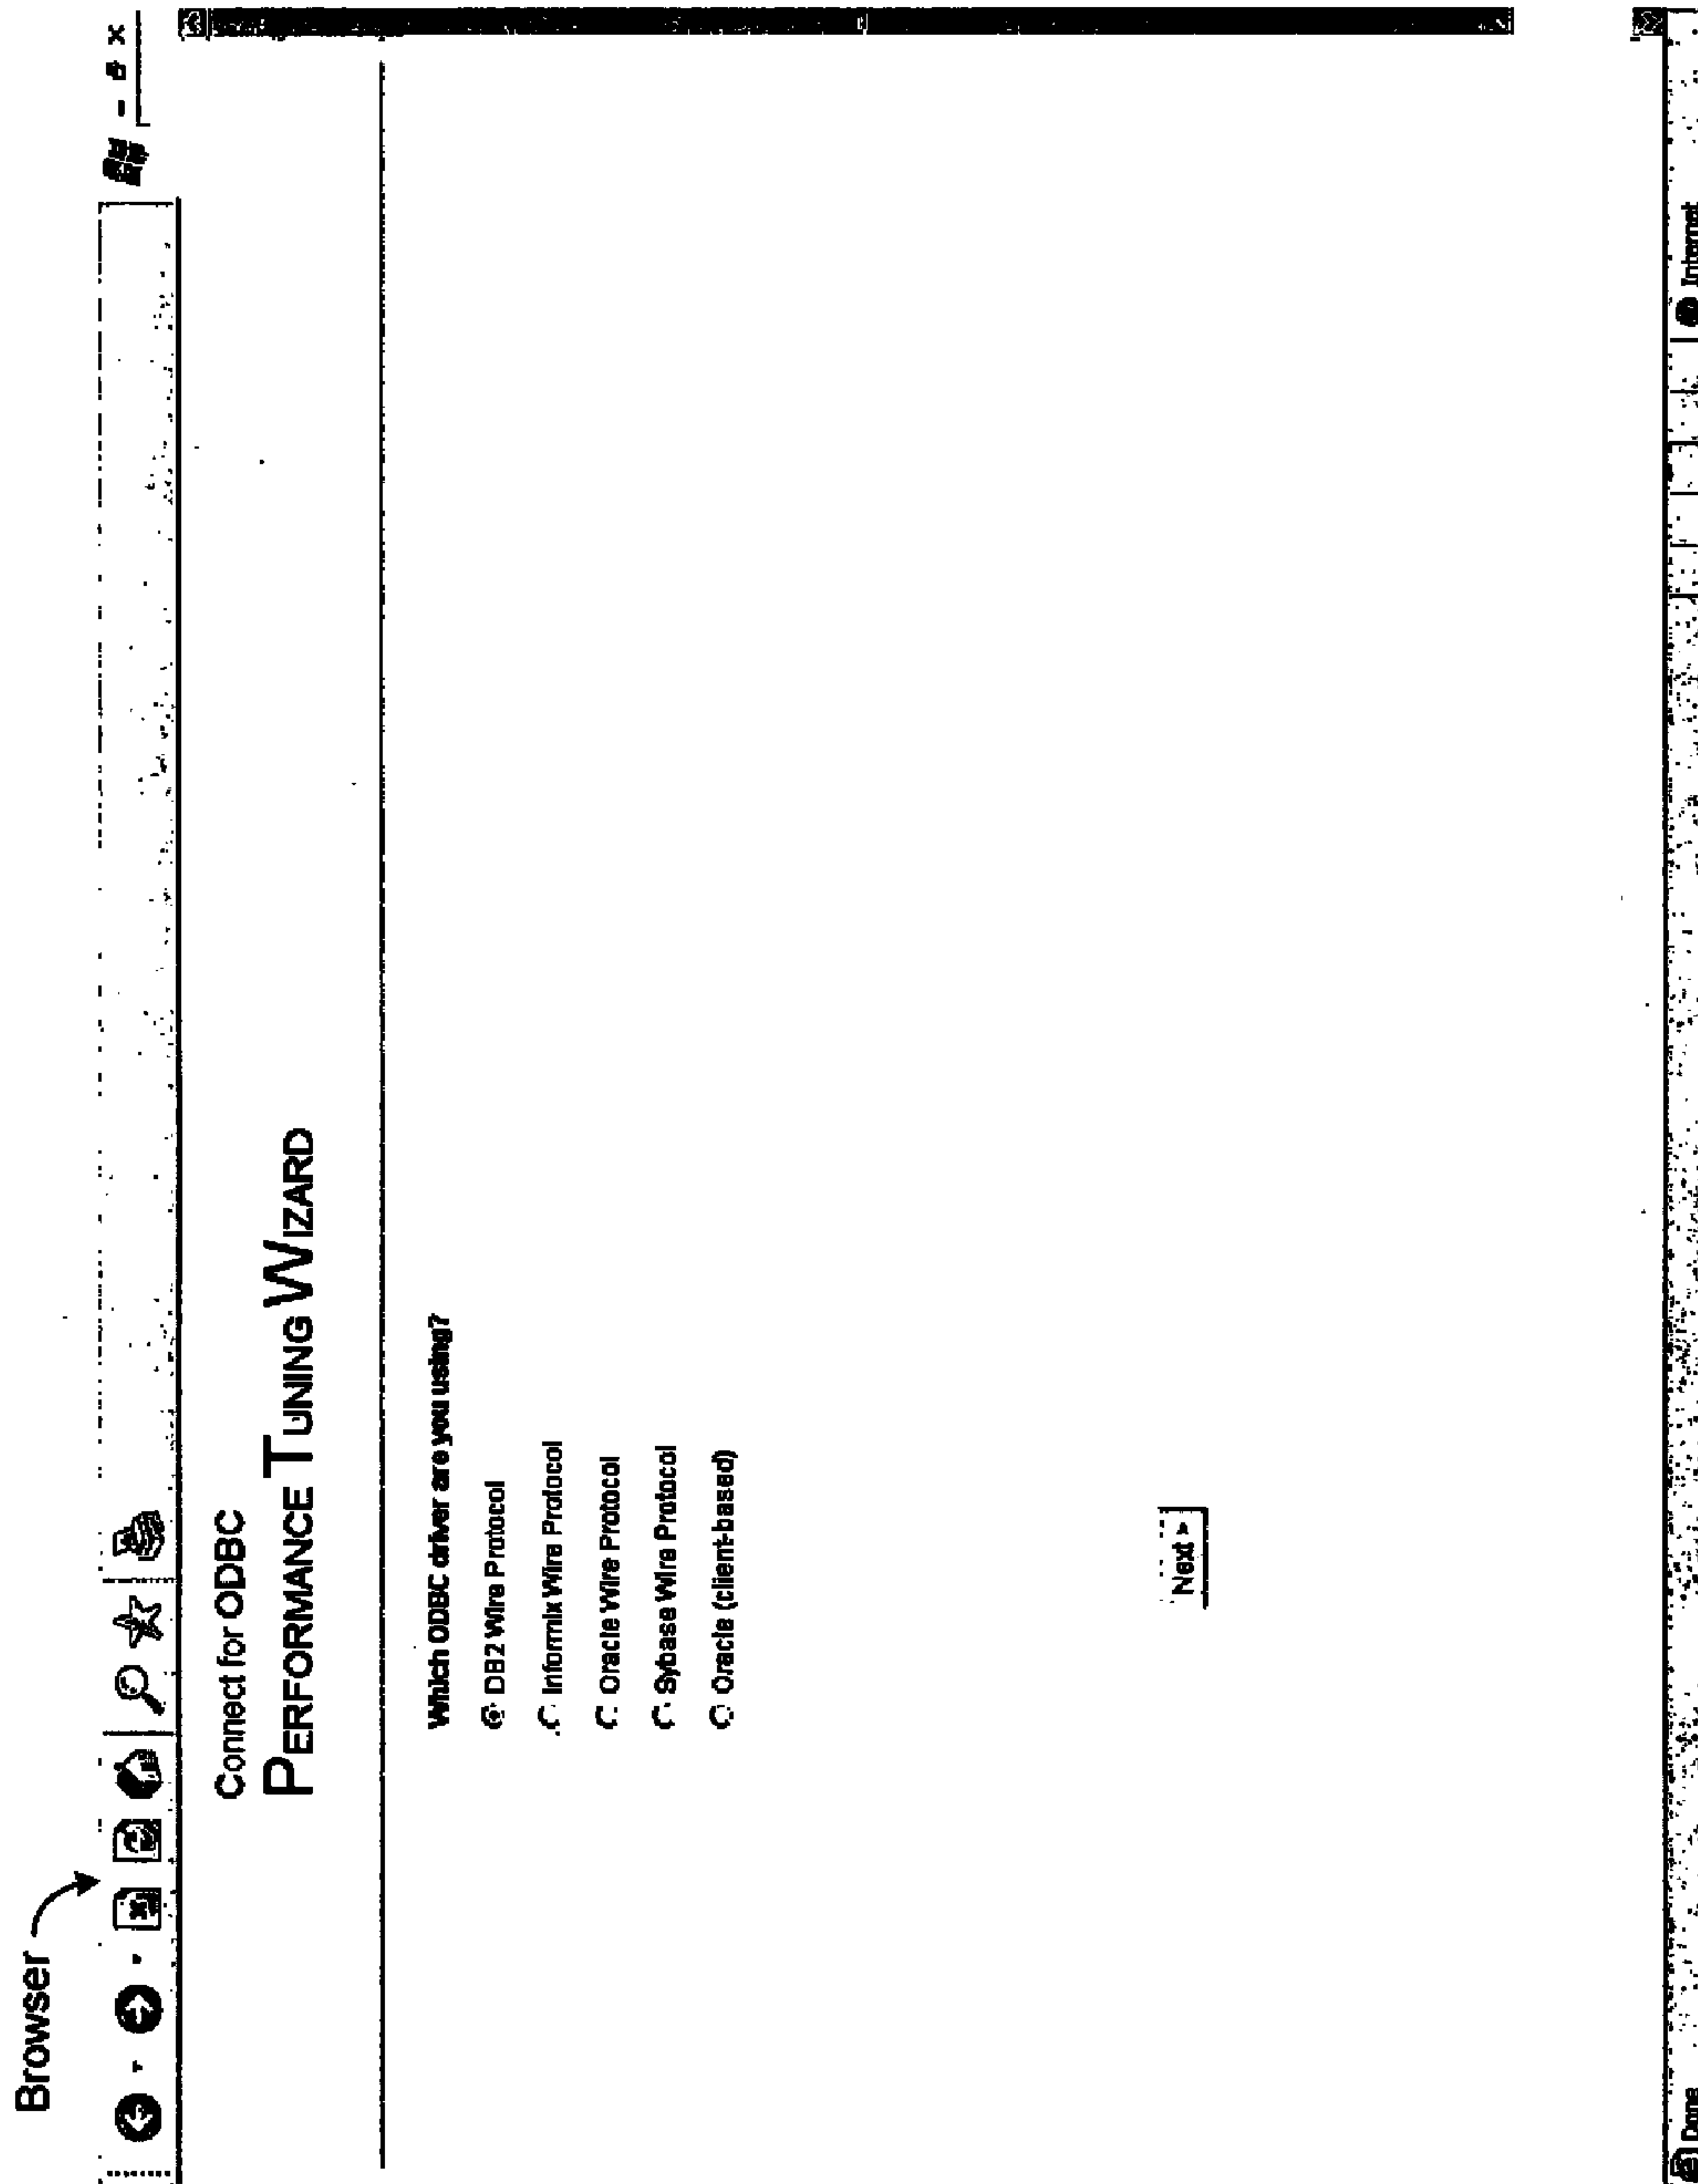 Browser
Connect for ODBC
PERFORMANCE TUNING WIZARD
Which ODBC driver are you using?
DB2 Wire Protocol
Informix Wire Protocol
Oracle Wire Protocol
Sybase Wire Protocol
Oracle (client-based)
Next >
Done
Internet